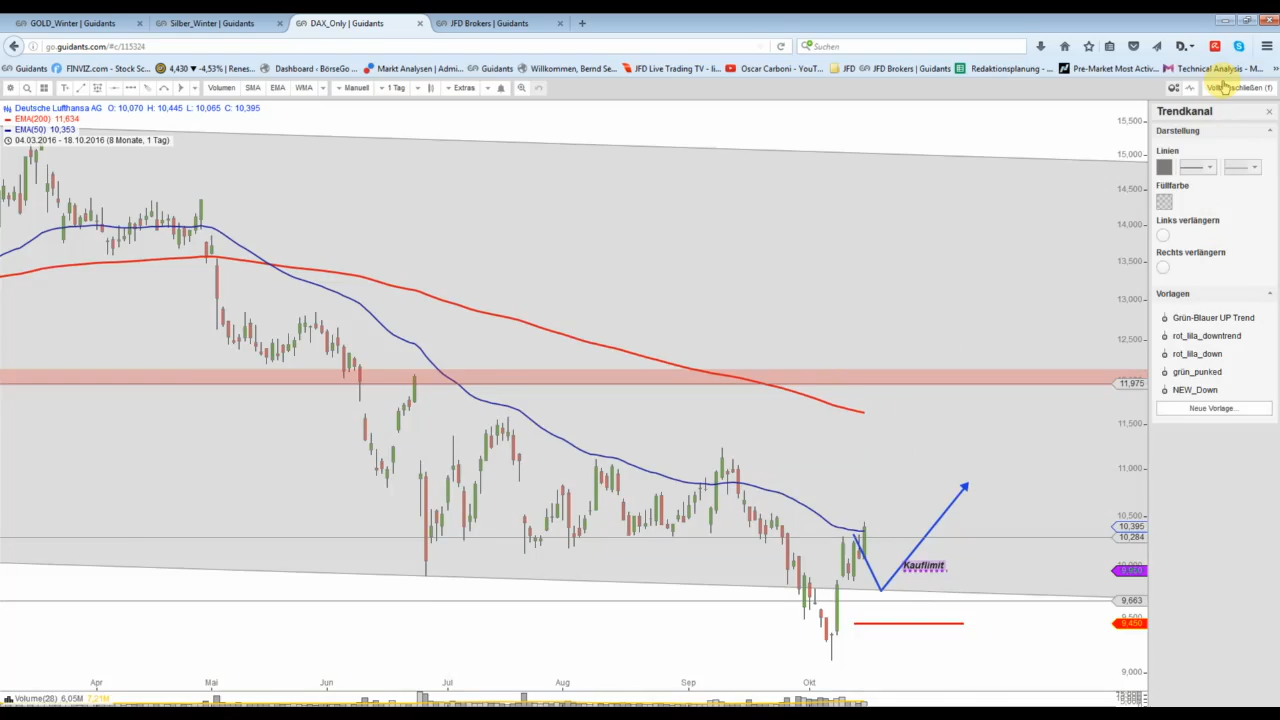 GOLD_Winter | Guidants
Silber_Winter | Guidants
DAX_Only | Guidants
JFD Brokers | Guidants
go.guidants.com/#c/115324
Suchen
Guidants
FINVIZ.com - Stock Sc...
4,430 ▼ -4,53% | Renes...
Dashboard ‹ BörseGo ...
Markt Analysen | Admi...
Willkommen, Bernd Se...
JFD Live Trading TV - ...
Oscar Carboni - YouT...
JFD
JFD Brokers | Guidants
Redaktionsplanung - ...
Pre-Market Most Activ...
Technical Analysis - M...
Volumen
SMA
EMA
WMA
Manuell
1 Tag
Extras
Deutsche Lufthansa AG O: 10,070 H: 10,445 L: 10,065 C: 10,395
EMA(200) 11,634
EMA(50) 10,353
04.03.2016 - 18.10.2016 (8 Monate, 1 Tag)
15,500
15,000
14,500
14,000
13,500
13,000
12,500
11,975
11,500
11,000
10,500
10,395
10,284
9,663
9,450
9,000
Kauflimit
Apr
Mai
Jun
Jul
Aug
Sep
Okt
Volume(28) 6,05M 7,21M
Trendkanal
Darstellung
Linien
Füllfarbe
Links verlängern
Rechts verlängern
Vorlagen
Grün-Blauer UP Trend
rot_lila_downtrend
rot_lila_down
grün_punked
NEW_Down
Neue Vorlage...